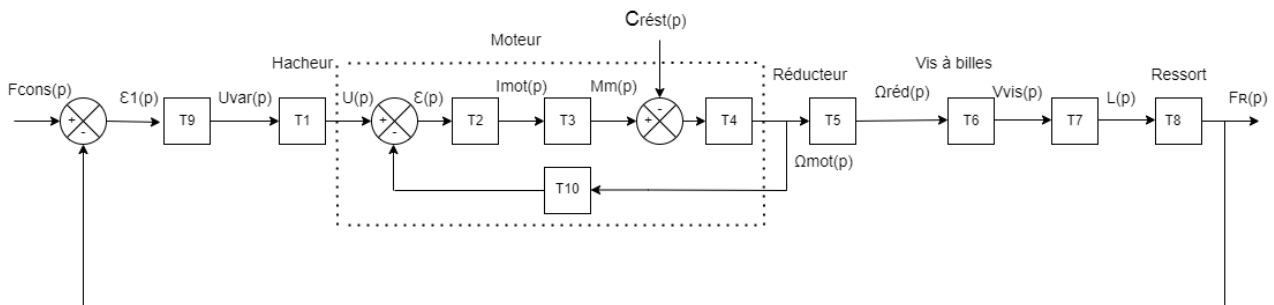 Crést(p)
Moteur
Hacheur
Réducteur
Vis à billes
Ressort
Fcons(p)
Ɛ1(p)
Uvar(p)
U(p)
Ɛ(p)
Imot(p)
Mm(p)
Ωréd(p)
Vvis(p)
L(p)
FR(p)
+
-
T9
T1
+
-
T2
T3
+
-
T4
T5
T6
T7
T8
Ωmot(p)
T10